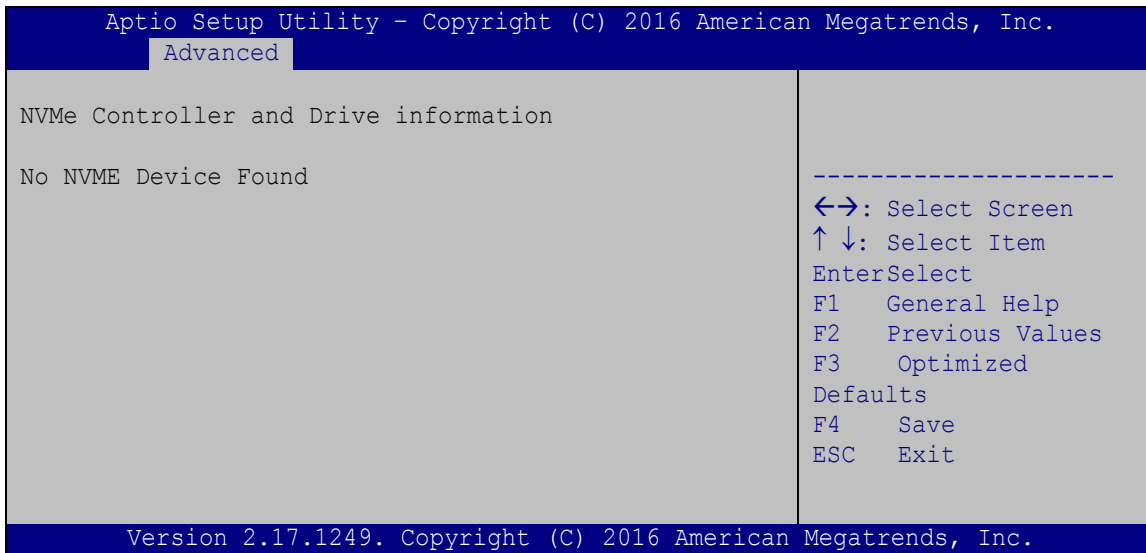 Aptio Setup Utility – Copyright (C) 2016 American Megatrends, Inc.
Advanced
NVMe Controller and Drive information
No NVME Device Found
---------------------
←→: Select Screen
↑ ↓: Select Item
EnterSelect
F1 General Help
F2 Previous Values
F3 Optimized
Defaults
F4 Save
ESC Exit
Version 2.17.1249. Copyright (C) 2016 American Megatrends, Inc.